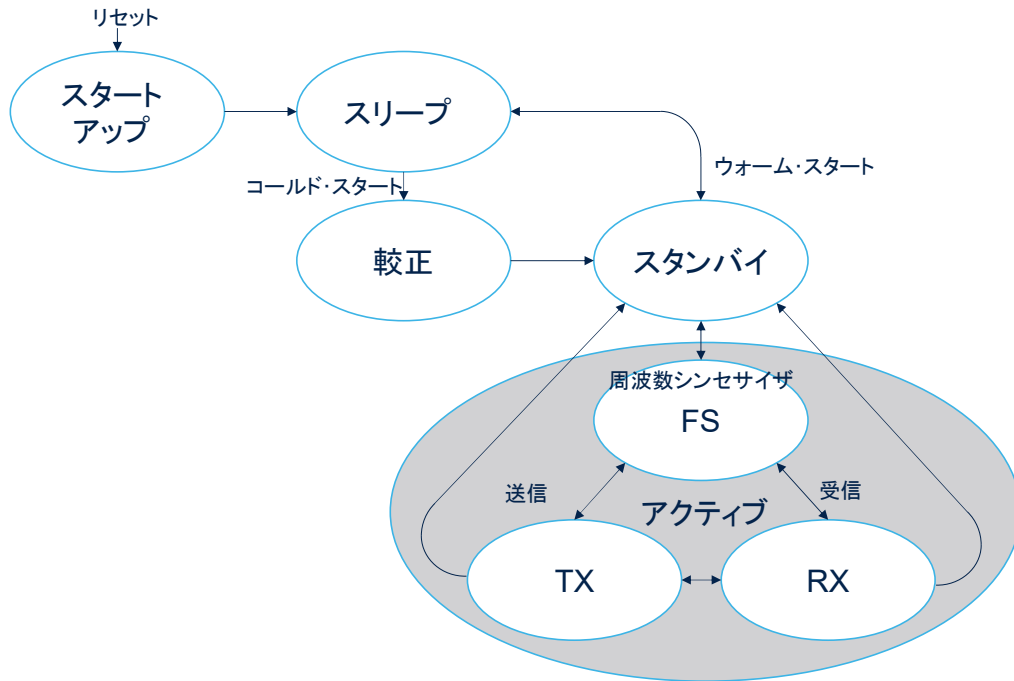 リセット
スタート
アップ
スリープ
ウォーム・スタート
コールド・スタート
較正
スタンバイ
周波数シンセサイザ
FS
送信
受信
アクティブ
TX
RX